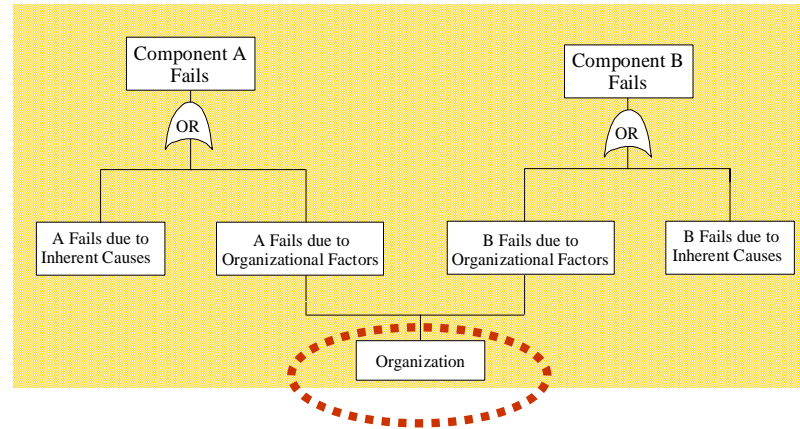 Component A
Fails
Component B
Fails
OR
OR
A Fails due to
Inherent Causes
A Fails due to
Organizational Factors
B Fails due to
Organizational Factors
B Fails due to
Inherent Causes
Organization